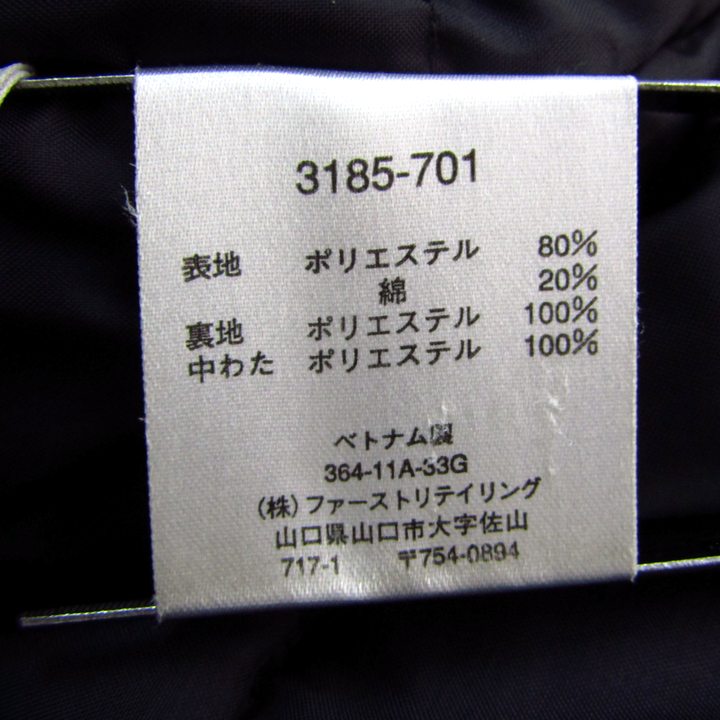 3185-701
表地 ポリエステル 80%
綿 20%
裏地 ポリエステル 100%
中わた ポリエステル 100%
ベトナム製
364-11A-33G
(株)ファーストリテイリング
山口県山口市大字佐山
717-1 〒754-0894